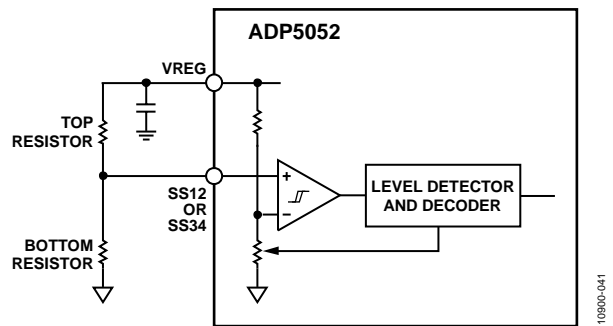 ADP5052
VREG
TOP
RESISTOR
+
−
LEVEL DETECTOR
AND DECODER
SS12
OR
SS34
BOTTOM
RESISTOR
10900-041